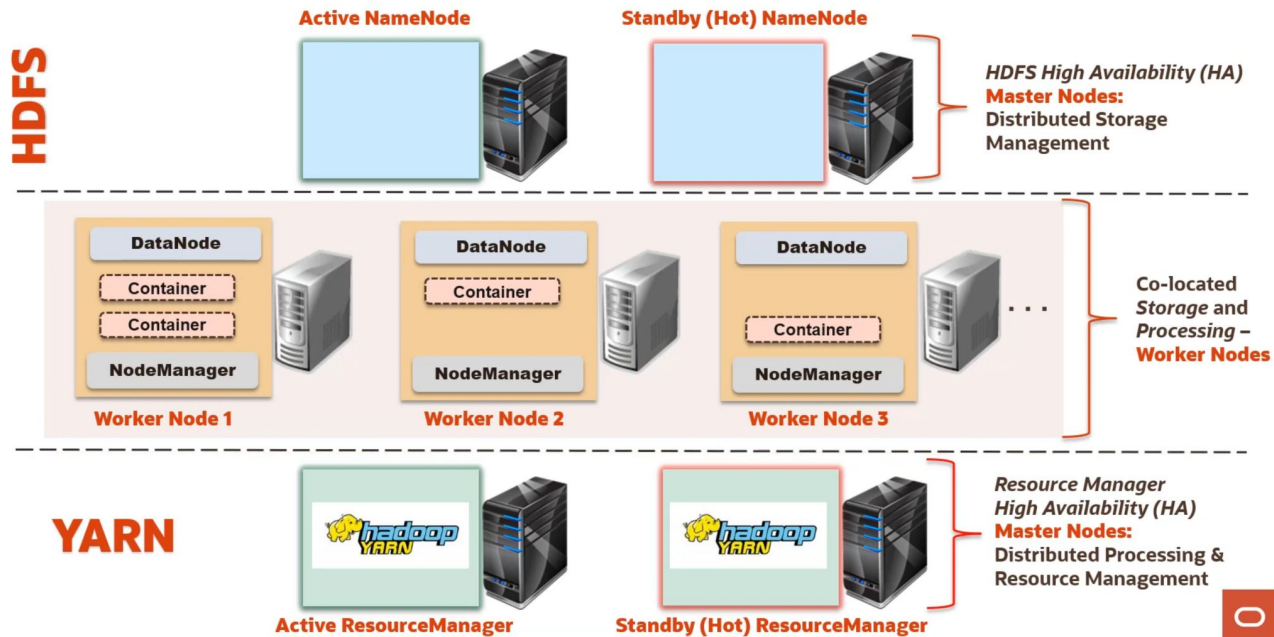 HDFS
Active NameNode
Standby (Hot) NameNode
HDFS High Availability (HA)
Master Nodes:
Distributed Storage
Management
DataNode
Container
Container
NodeManager
Worker Node 1
DataNode
Container
NodeManager
Worker Node 2
DataNode
Container
NodeManager
Worker Node 3
. . .
Co-located
Storage and
Processing –
Worker Nodes
YARN
hadoop
YARN
Active ResourceManager
hadoop
YARN
Standby (Hot) ResourceManager
Resource Manager
High Availability (HA)
Master Nodes:
Distributed Processing &
Resource Management